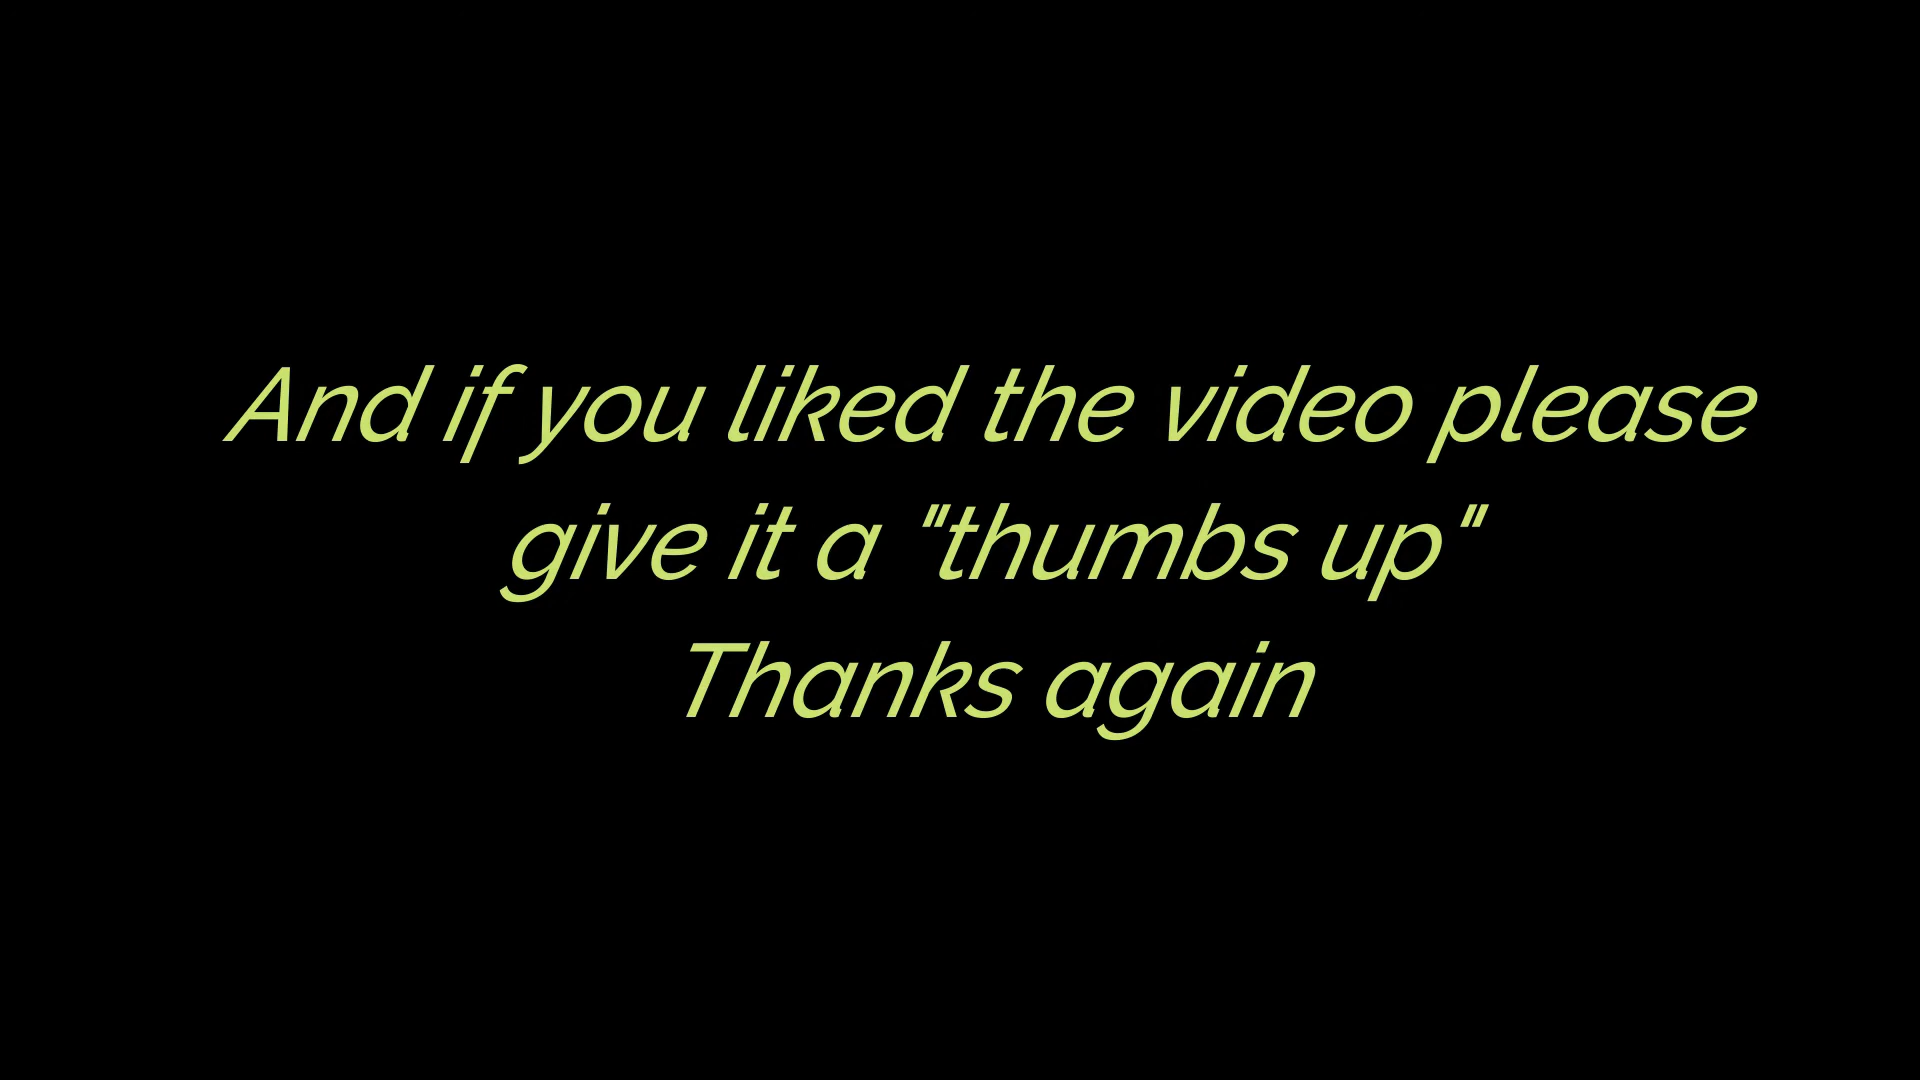 And if you liked the video please
give it a "thumbs up"
Thanks again